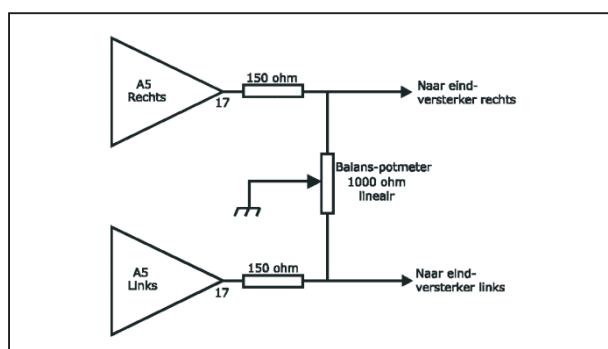 A5
Rechts
17
150 ohm
Naar eind-
versterker rechts
Balans-potmeter
1000 ohm
lineair
A5
Links
17
150 ohm
Naar eind-
versterker links